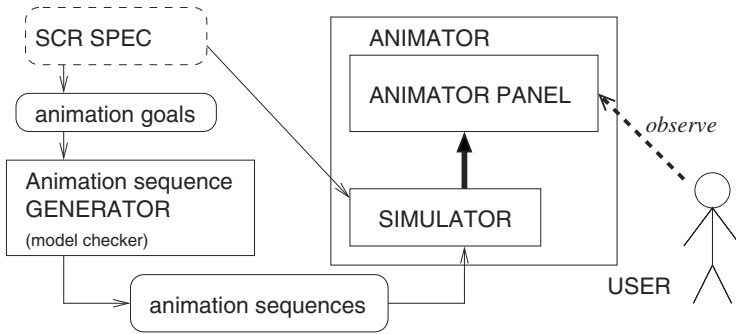 SCR SPEC
animation goals
Animation sequence
GENERATOR
(model checker)
animation sequences
ANIMATOR
ANIMATOR PANEL
SIMULATOR
observe
USER